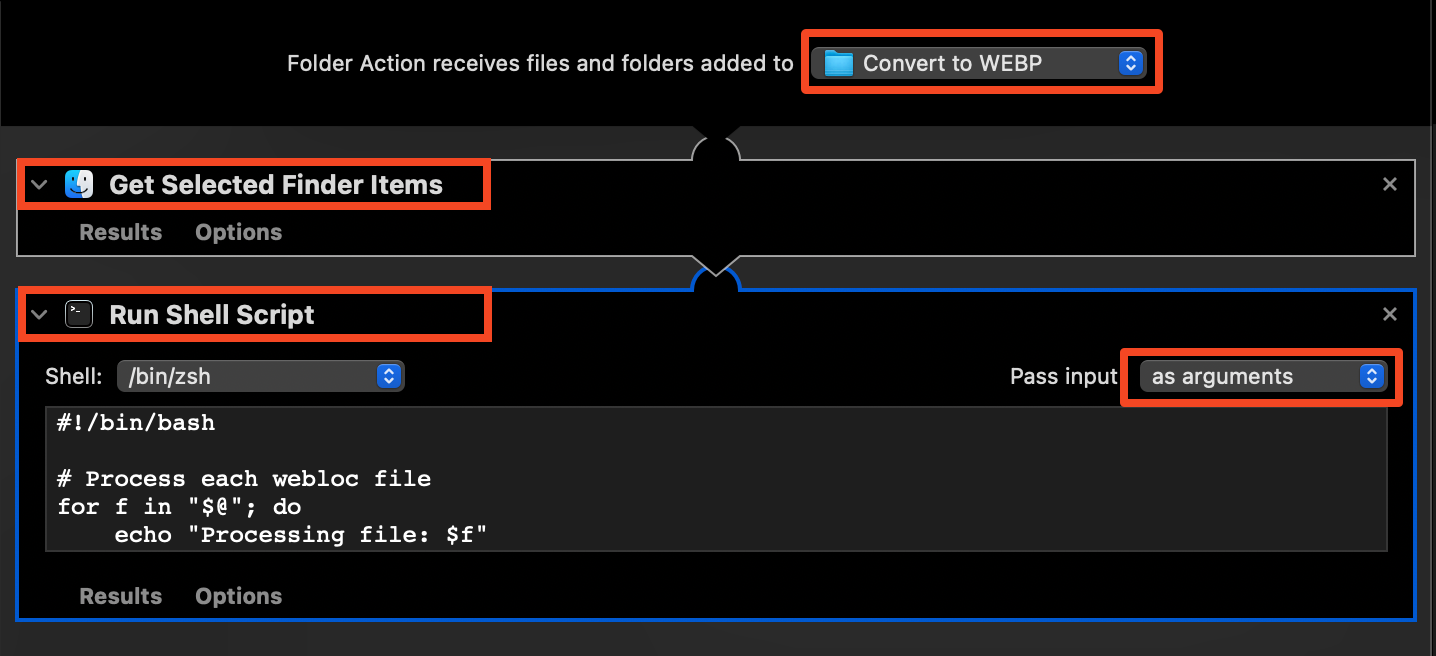 Folder Action receives files and folders added to Convert to WEBP
Get Selected Finder Items
Results Options
Run Shell Script
Shell: /bin/zsh Pass input as arguments
#!/bin/bash
# Process each webloc file
for f in "$@"; do
    echo "Processing file: $f"
Results Options